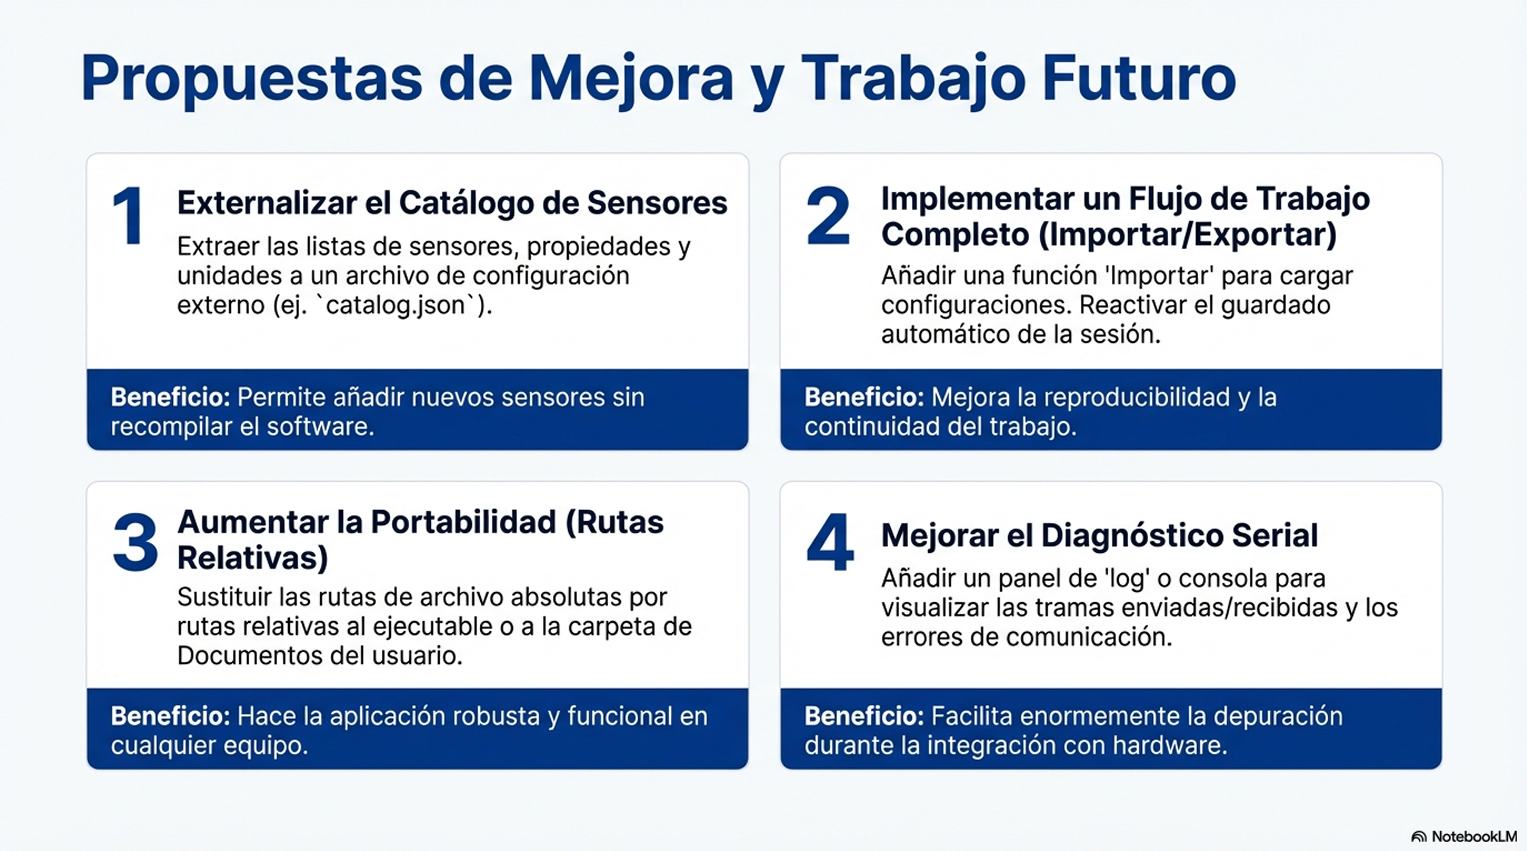 Propuestas de Mejora y Trabajo Futuro
1
Externalizar el Catálogo de Sensores
Extraer las listas de sensores, propiedades y
unidades a un archivo de configuración
externo (ej. `catalog.json`).
Beneficio: Permite añadir nuevos sensores sin
recompilar el software.
2
Implementar un Flujo de Trabajo
Completo (Importar/Exportar)
Añadir una función 'Importar' para cargar
configuraciones. Reactivar el guardado
automático de la sesión.
Beneficio: Mejora la reproducibilidad y la
continuidad del trabajo.
3
Aumentar la Portabilidad (Rutas
Relativas)
Sustituir las rutas de archivo absolutas por
rutas relativas al ejecutable o a la carpeta de
Documentos del usuario.
Beneficio: Hace la aplicación robusta y funcional en
cualquier equipo.
4
Mejorar el Diagnóstico Serial
Añadir un panel de 'log' o consola para
visualizar las tramas enviadas/recibidas y los
errores de comunicación.
Beneficio: Facilita enormemente la depuración
durante la integración con hardware.
NotebookLM